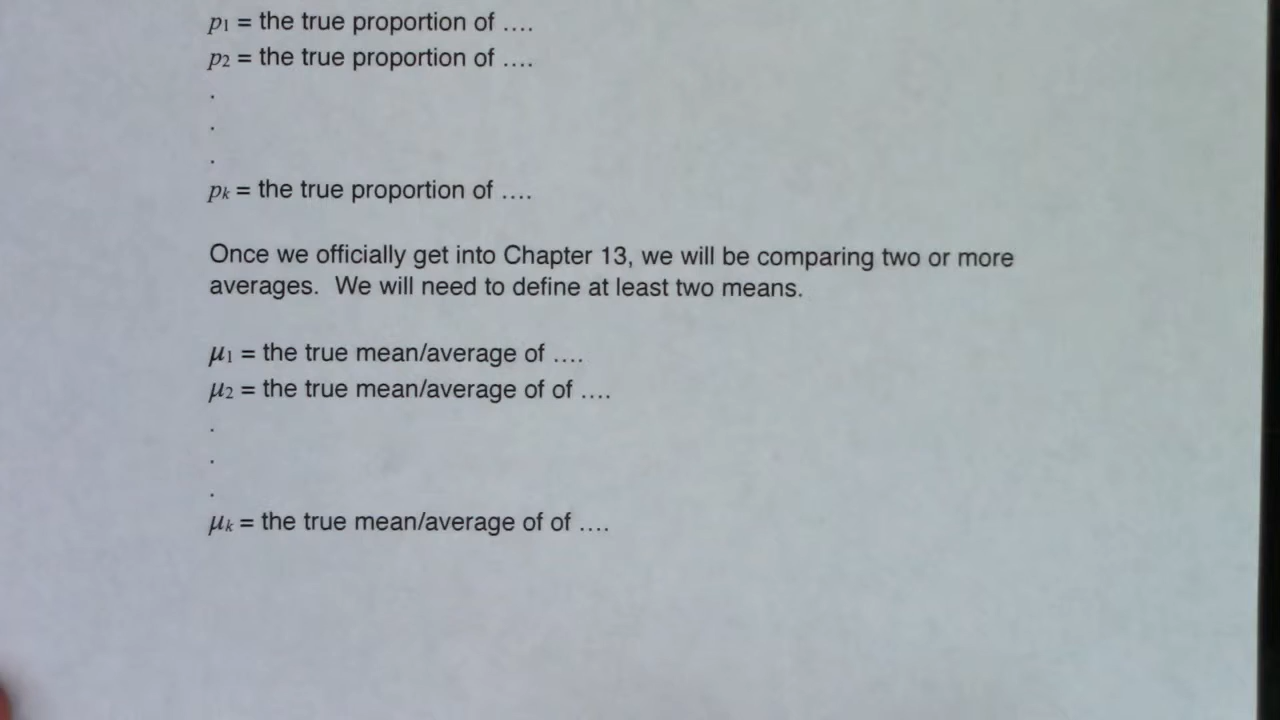 p1 = the true proportion of ….
p2 = the true proportion of ….
.
.
.
pk = the true proportion of ….
Once we officially get into Chapter 13, we will be comparing two or more
averages. We will need to define at least two means.
μ1 = the true mean/average of ….
μ2 = the true mean/average of of ….
.
.
.
μk = the true mean/average of of ….